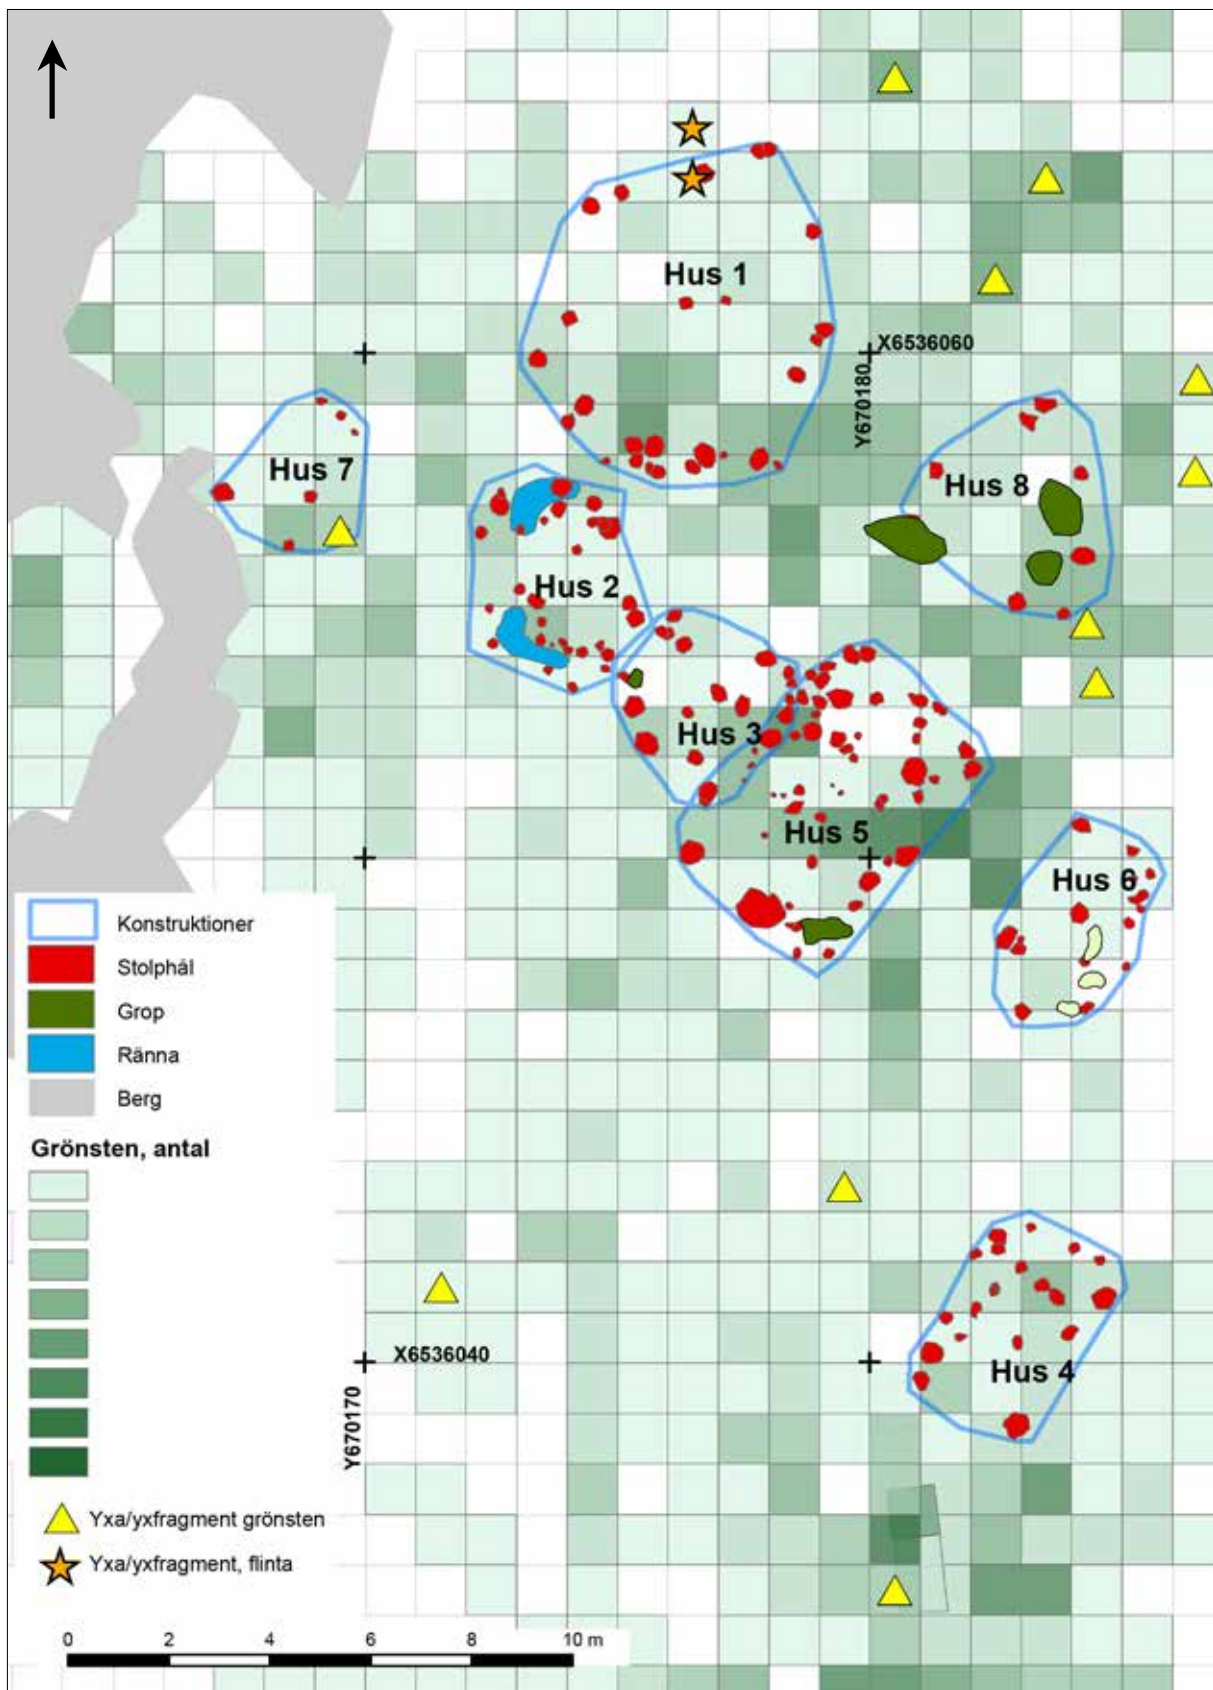 Hus 1
X6536060
Y670180
Hus 7
Hus 8
Hus 2
Hus 3
Hus 5
Hus 6
Konstruktioner
Stolphål
Grop
Ränna
Berg
Grönsten, antal
X6536040
Hus 4
Y670170
Yxa/yxfragment grönsten
Yxa/yxfragment, flinta
0 2 4 6 8 10 m